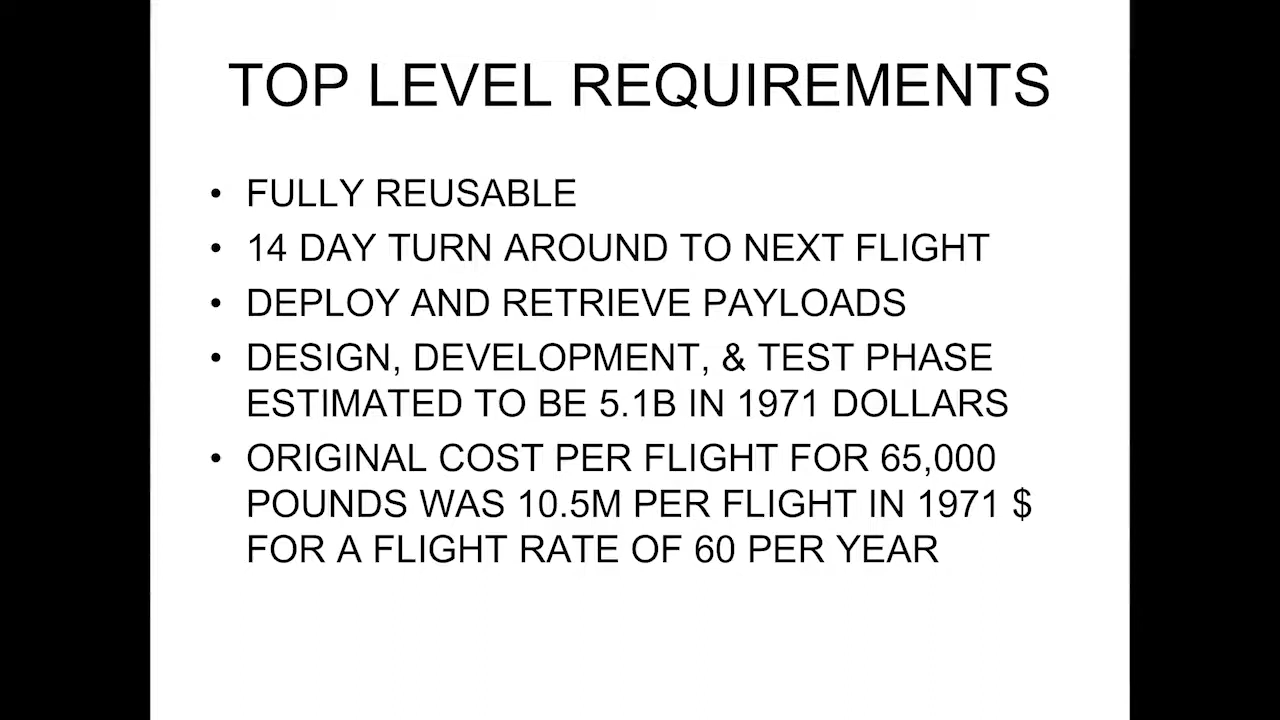 TOP LEVEL REQUIREMENTS
• FULLY REUSABLE
• 14 DAY TURN AROUND TO NEXT FLIGHT
• DEPLOY AND RETRIEVE PAYLOADS
• DESIGN, DEVELOPMENT, & TEST PHASE
ESTIMATED TO BE 5.1B IN 1971 DOLLARS
• ORIGINAL COST PER FLIGHT FOR 65,000
POUNDS WAS 10.5M PER FLIGHT IN 1971 $
FOR A FLIGHT RATE OF 60 PER YEAR